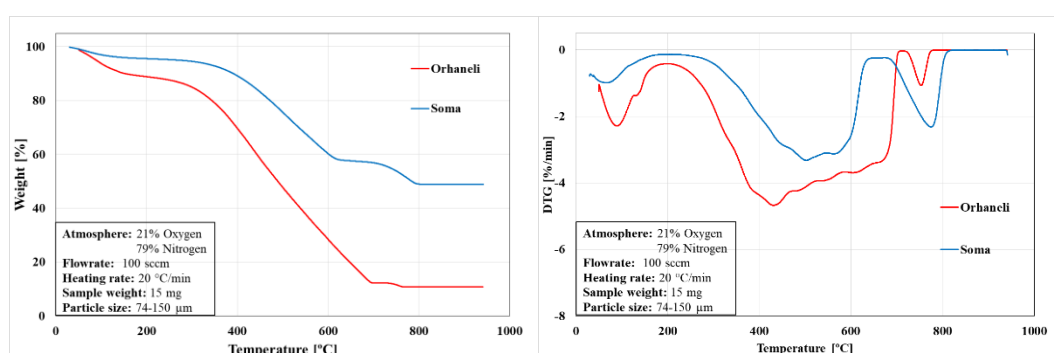 100
80
60
40
20
0
Weight [%]
Orhaneli
Soma
Atmosphere: 21% Oxygen
79% Nitrogen
Flowrate: 100 sccm
Heating rate: 20 °C/min
Sample weight: 15 mg
Particle size: 74-150 µm
0 200 400 600 800 1000
Temperature [°C]
0
-2
-4
-6
-8
DTG [%/min]
Orhaneli
Soma
Atmosphere: 21% Oxygen
79% Nitrogen
Flowrate: 100 sccm
Heating rate: 20 °C/min
Sample weight: 15 mg
Particle size: 74-150 µm
0 200 400 600 800 1000
Temperature [°C]